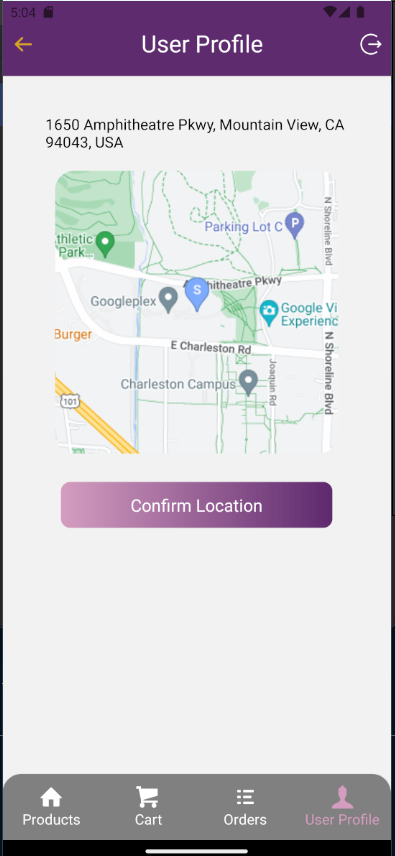 5:04
User Profile
1650 Amphitheatre Pkwy, Mountain View, CA
94043, USA
Parking Lot C
P
N Shoreline Blvd
thletic
Park...
S
Amphitheatre Pkwy
Googleplex
Google Vi
Experienc
Burger
E Charleston Rd
N Shoreline Blvd
Charleston Campus
Joaquin Rd
101
Confirm Location
Products
Cart
Orders
User Profile